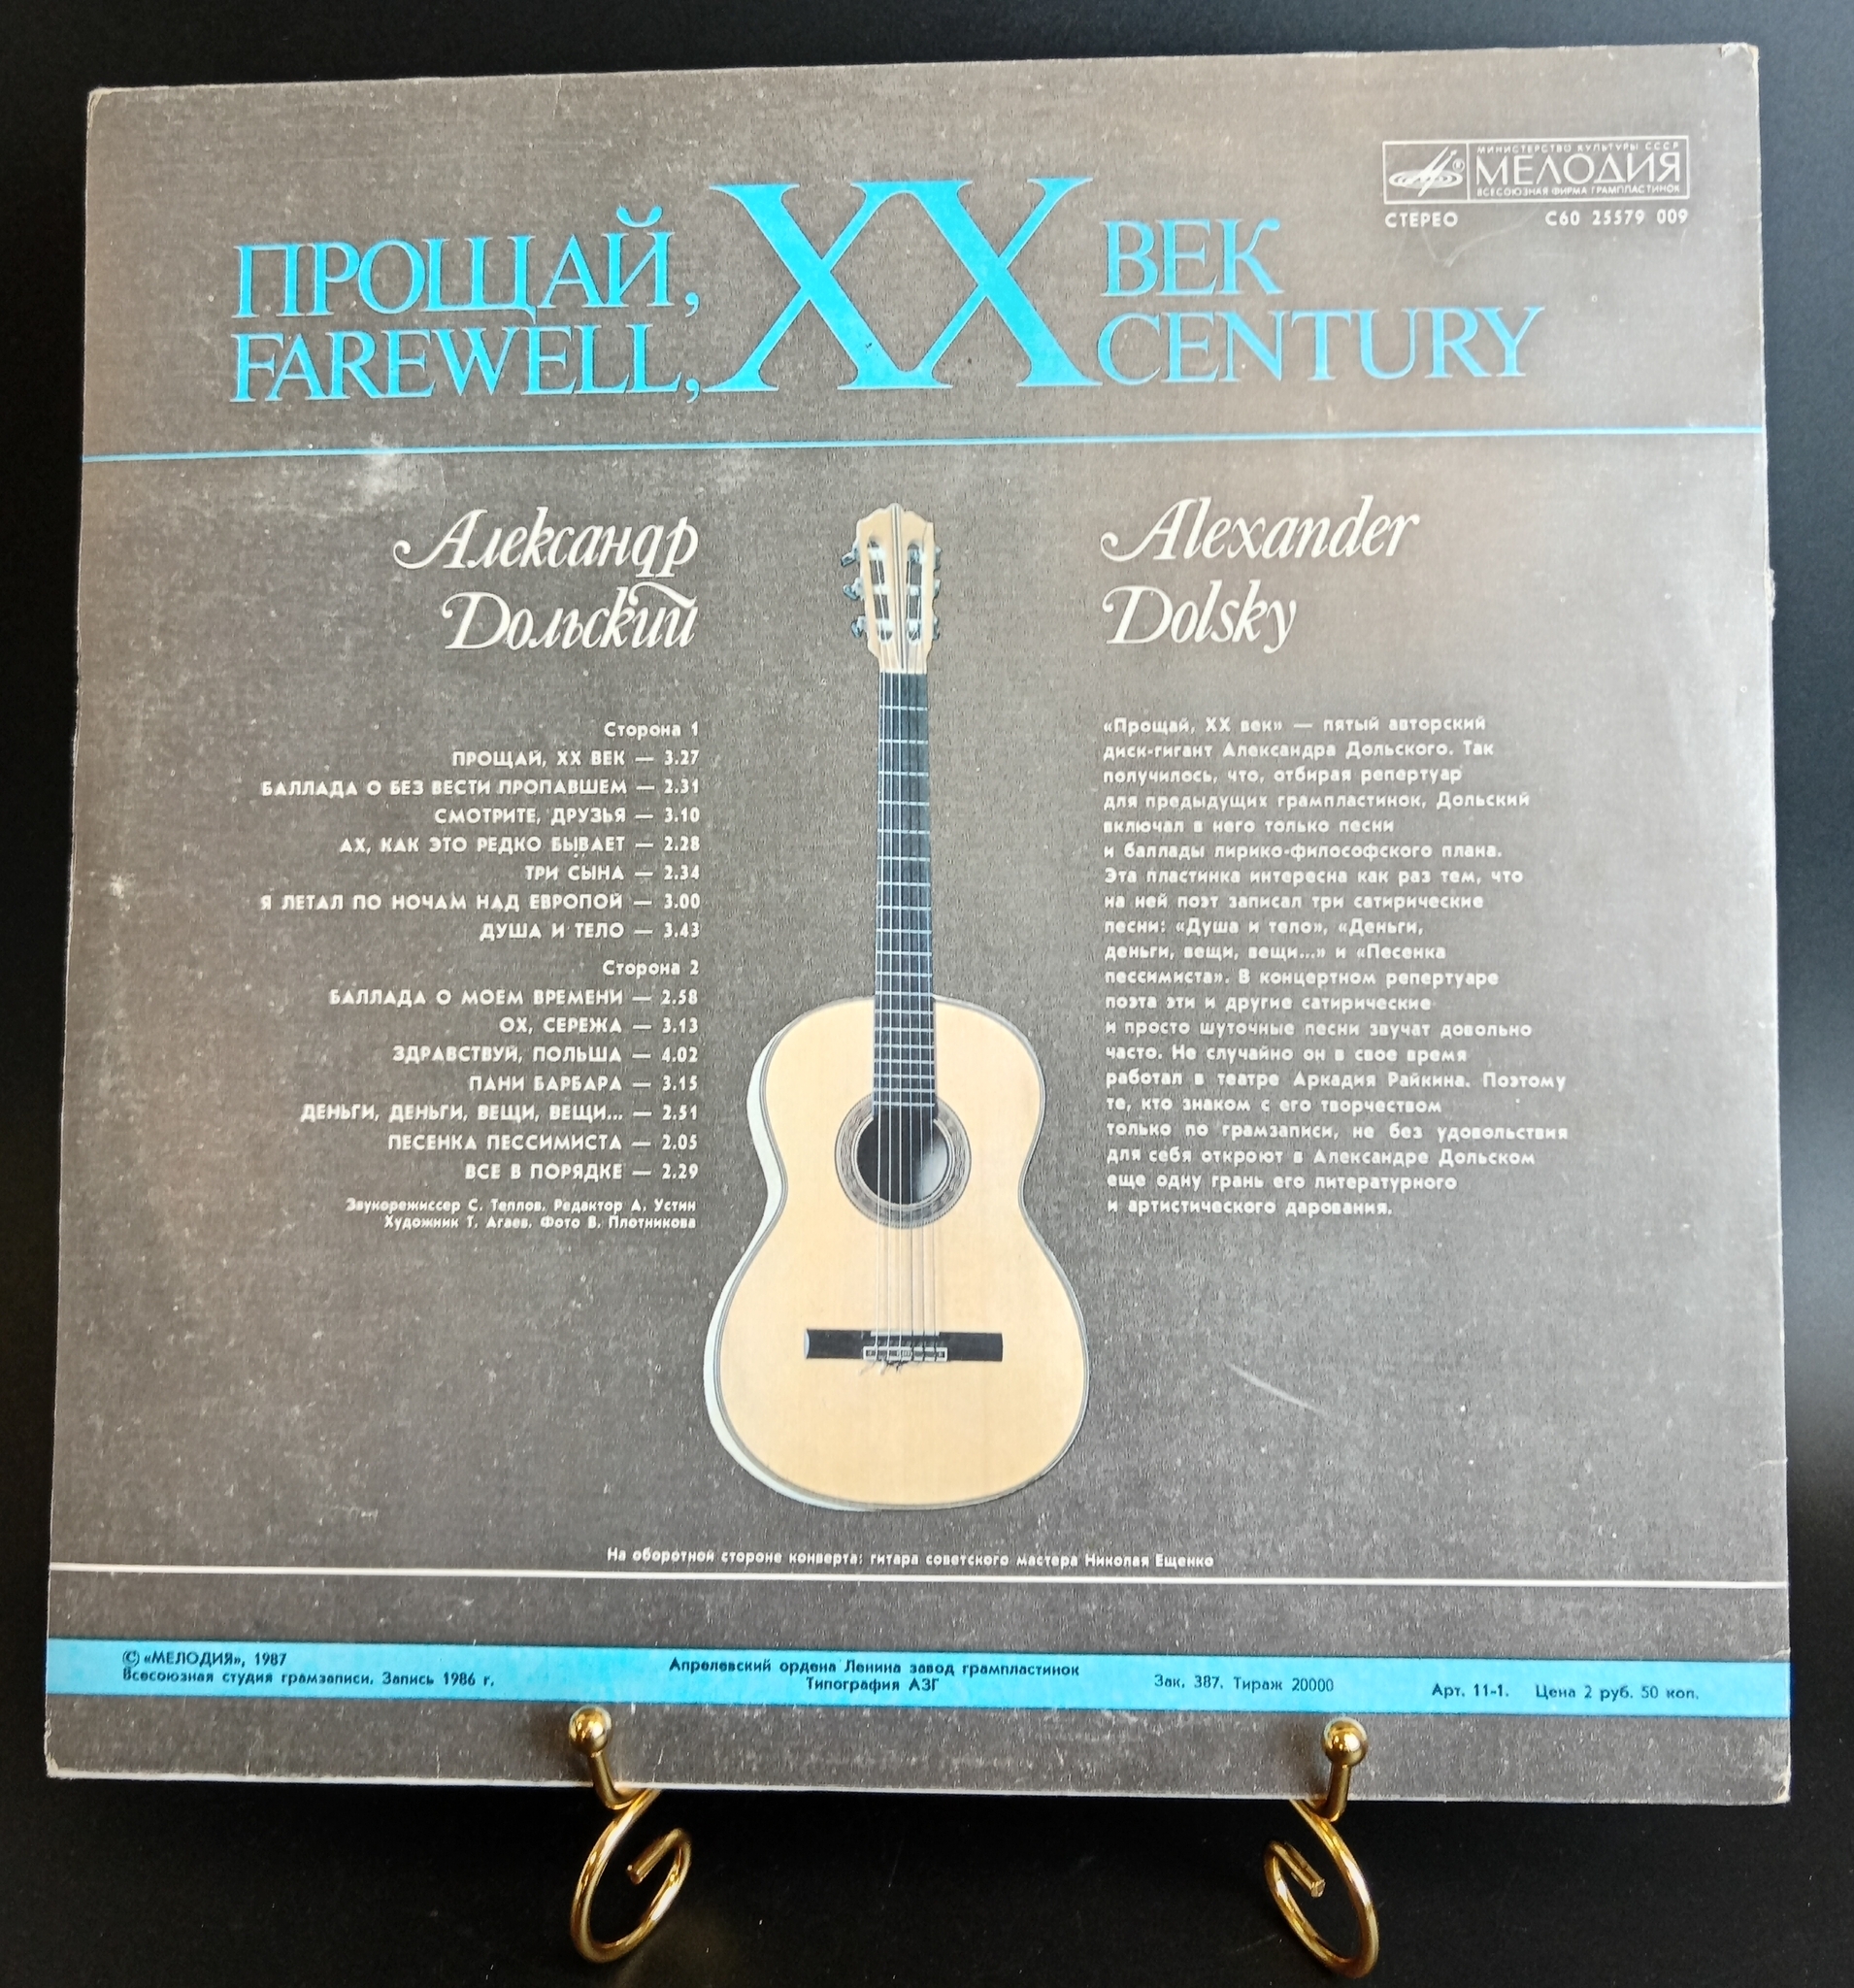 МИНИСТЕРСТВО КУЛЬТУРЫ СССР
МЕЛОДИЯ
ВСЕСОЮЗНАЯ ФИРМА ГРАМПЛАСТИНОК
СТЕРЕО С60 25579 009
ПРОЩАЙ, XX ВЕК
FAREWELL, CENTURY
Александр
Дольский
Сторона 1
ПРОЩАЙ, XX ВЕК — 3.27
БАЛЛАДА О БЕЗ ВЕСТИ ПРОПАВШЕМ — 2.31
СМОТРИТЕ, ДРУЗЬЯ — 3.10
АХ, КАК ЭТО РЕДКО БЫВАЕТ — 2.28
ТРИ СЫНА — 2.34
Я ЛЕТАЛ ПО НОЧАМ НАД ЕВРОПОЙ — 3.00
ДУША И ТЕЛО — 3.43
Сторона 2
БАЛЛАДА О МОЕМ ВРЕМЕНИ — 2.58
ОХ, СЕРЕЖА — 3.13
ЗДРАВСТВУЙ, ПОЛЬША — 4.02
ПАНИ БАРБАРА — 3.15
ДЕНЬГИ, ДЕНЬГИ, ВЕЩИ, ВЕЩИ... — 2.51
ПЕСЕНКА ПЕССИМИСТА — 2.05
ВСЕ В ПОРЯДКЕ — 2.29
Звукорежиссер С. Теплов. Редактор А. Устин
Художник Т. Агаев. Фото В. Плотникова
Alexander
Dolsky
«Прощай, XX век» — пятый авторский
диск-гигант Александра Дольского. Так
получилось, что, отбирая репертуар
для предыдущих грампластинок, Дольский
включал в него только песни
и баллады лирико-философского плана.
Эта пластинка интересна как раз тем, что
на ней поэт записал три сатирические
песни: «Душа и тело», «Деньги,
деньги, вещи, вещи...» и «Песенка
пессимиста». В концертном репертуаре
поэта эти и другие сатирические
и просто шуточные песни звучат довольно
часто. Не случайно он в свое время
работал в театре Аркадия Райкина. Поэтому
те, кто знаком с его творчеством
только по грамзаписи, не без удовольствия
для себя откроют в Александре Дольском
еще одну грань его литературного
и артистического дарования.
На оборотной стороне конверта: гитара советского мастера Николая Ещенко
© «МЕЛОДИЯ», 1987
Всесоюзная студия грамзаписи. Запись 1986 г.
Апрелевский ордена Ленина завод грампластинок
Типография АЗГ
Зак. 387. Тираж 20000
Арт. 11-1. Цена 2 руб. 50 коп.